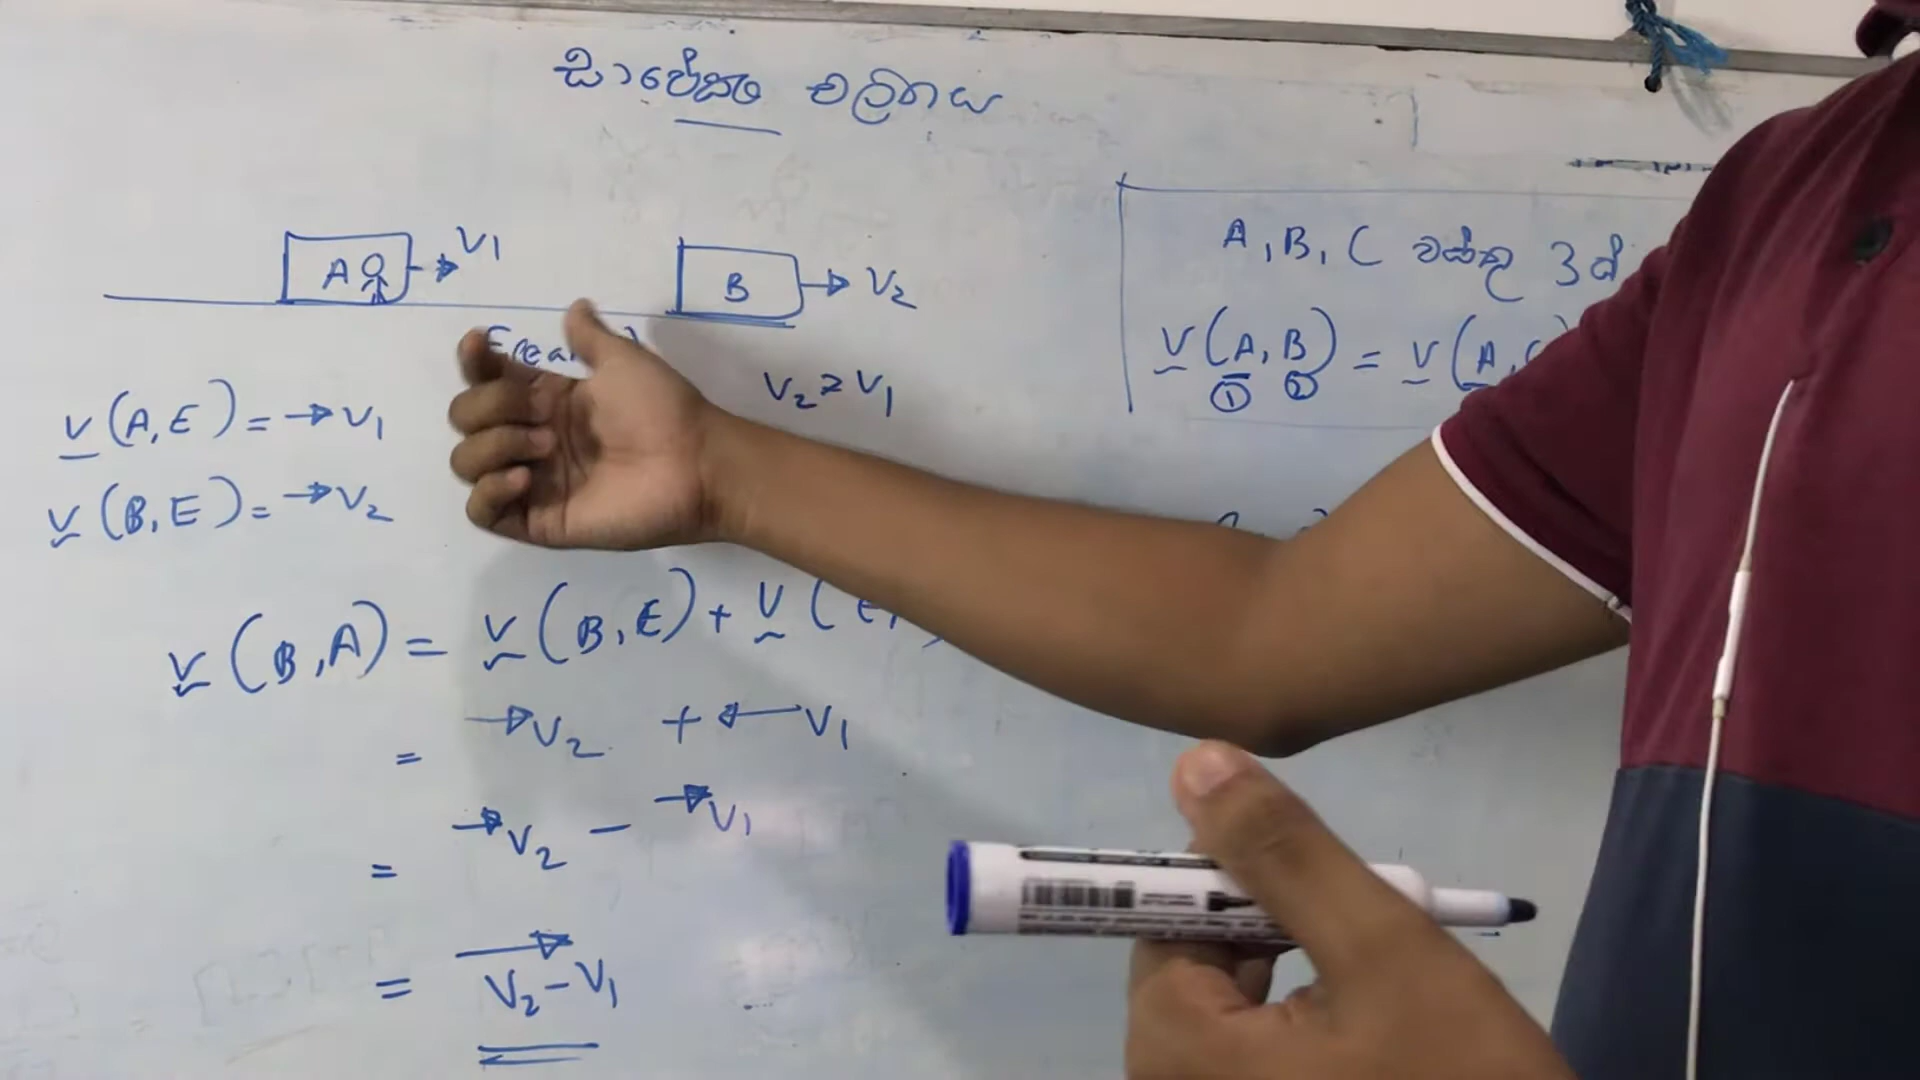 සාපේක්ෂ චලිතය
A → V1
B → V2
V2 > V1
V (A, E) = → V1
V (B, E) = → V2
V (B, A) = V (B, E) + V (E,
= → V2 + ← V1
= → V2 − → V1
= V2 − V1
A, B, C වස්තු 3ක්
V (A, B) = V (A,
① ②